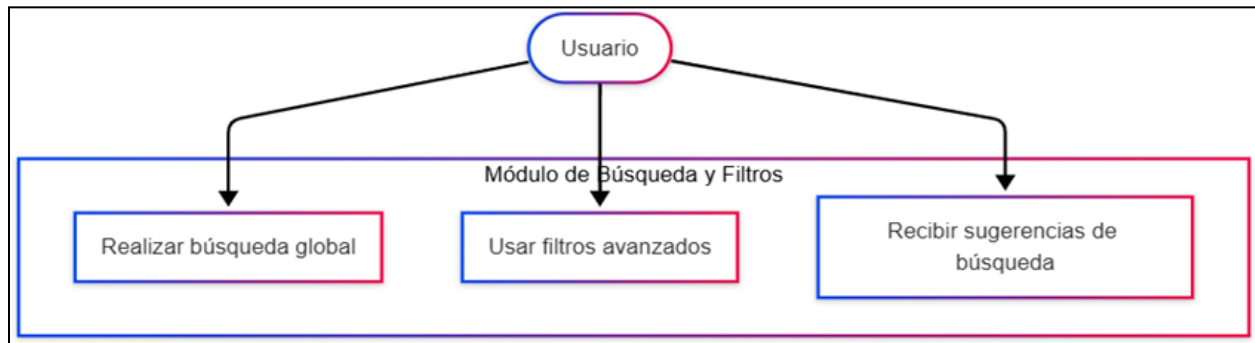 Usuario
Módulo de Búsqueda y Filtros
Realizar búsqueda global
Usar filtros avanzados
Recibir sugerencias de
búsqueda